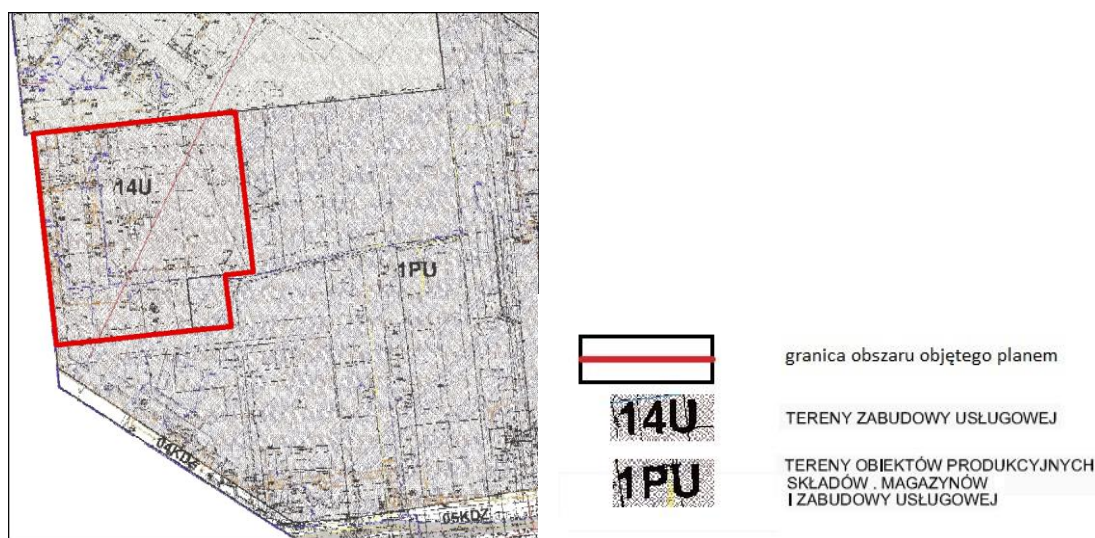 14U
1PU
04KDZ
05KDZ
granica obszaru objętego planem
14U
TERENY ZABUDOWY USŁUGOWEJ
1PU
TERENY OBIEKTÓW PRODUKCYJNYCH
SKŁADÓW . MAGAZYNÓW
I ZABUDOWY USŁUGOWEJ